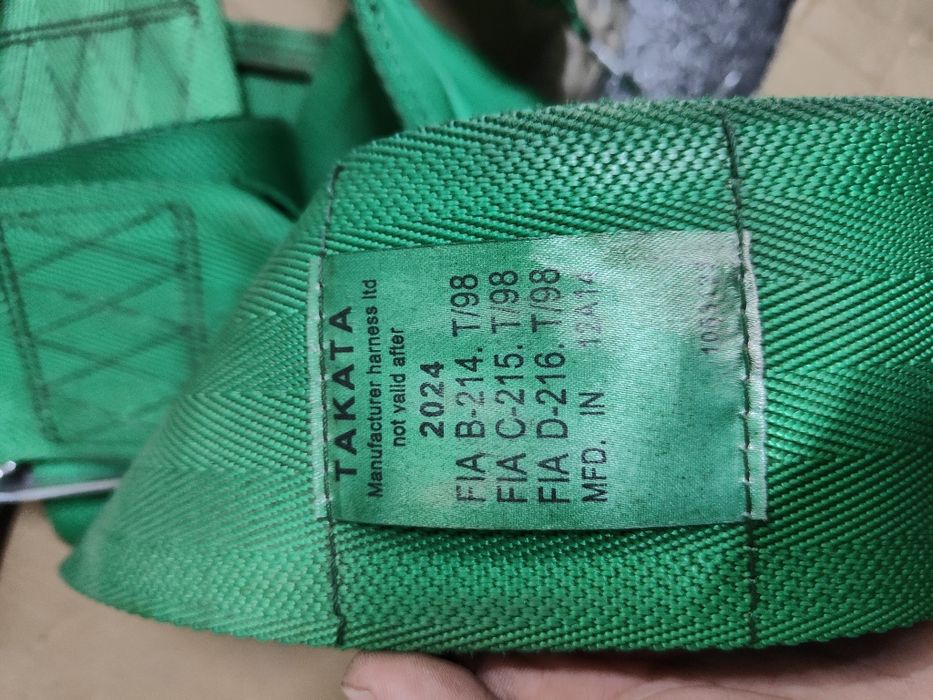 TAKATA
Manufacturer harness ltd
not valid after
2024
FIA B-214. T/98
FIA C-215. T/98
FIA D-216. T/98
MFD. IN 12A14